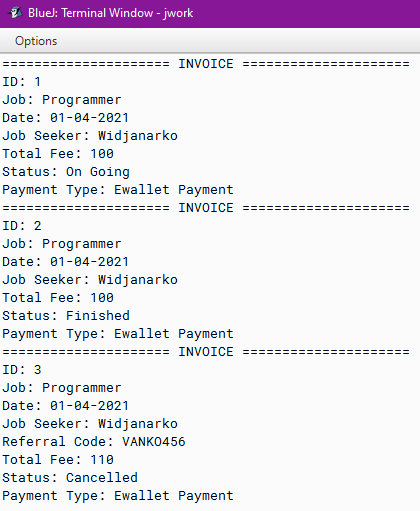 BlueJ: Terminal Window - jwork
Options
===================== INVOICE =====================
ID: 1
Job: Programmer
Date: 01-04-2021
Job Seeker: Widjanarko
Total Fee: 100
Status: On Going
Payment Type: Ewallet Payment
===================== INVOICE =====================
ID: 2
Job: Programmer
Date: 01-04-2021
Job Seeker: Widjanarko
Total Fee: 100
Status: Finished
Payment Type: Ewallet Payment
===================== INVOICE =====================
ID: 3
Job: Programmer
Date: 01-04-2021
Job Seeker: Widjanarko
Referral Code: VANKO456
Total Fee: 110
Status: Cancelled
Payment Type: Ewallet Payment